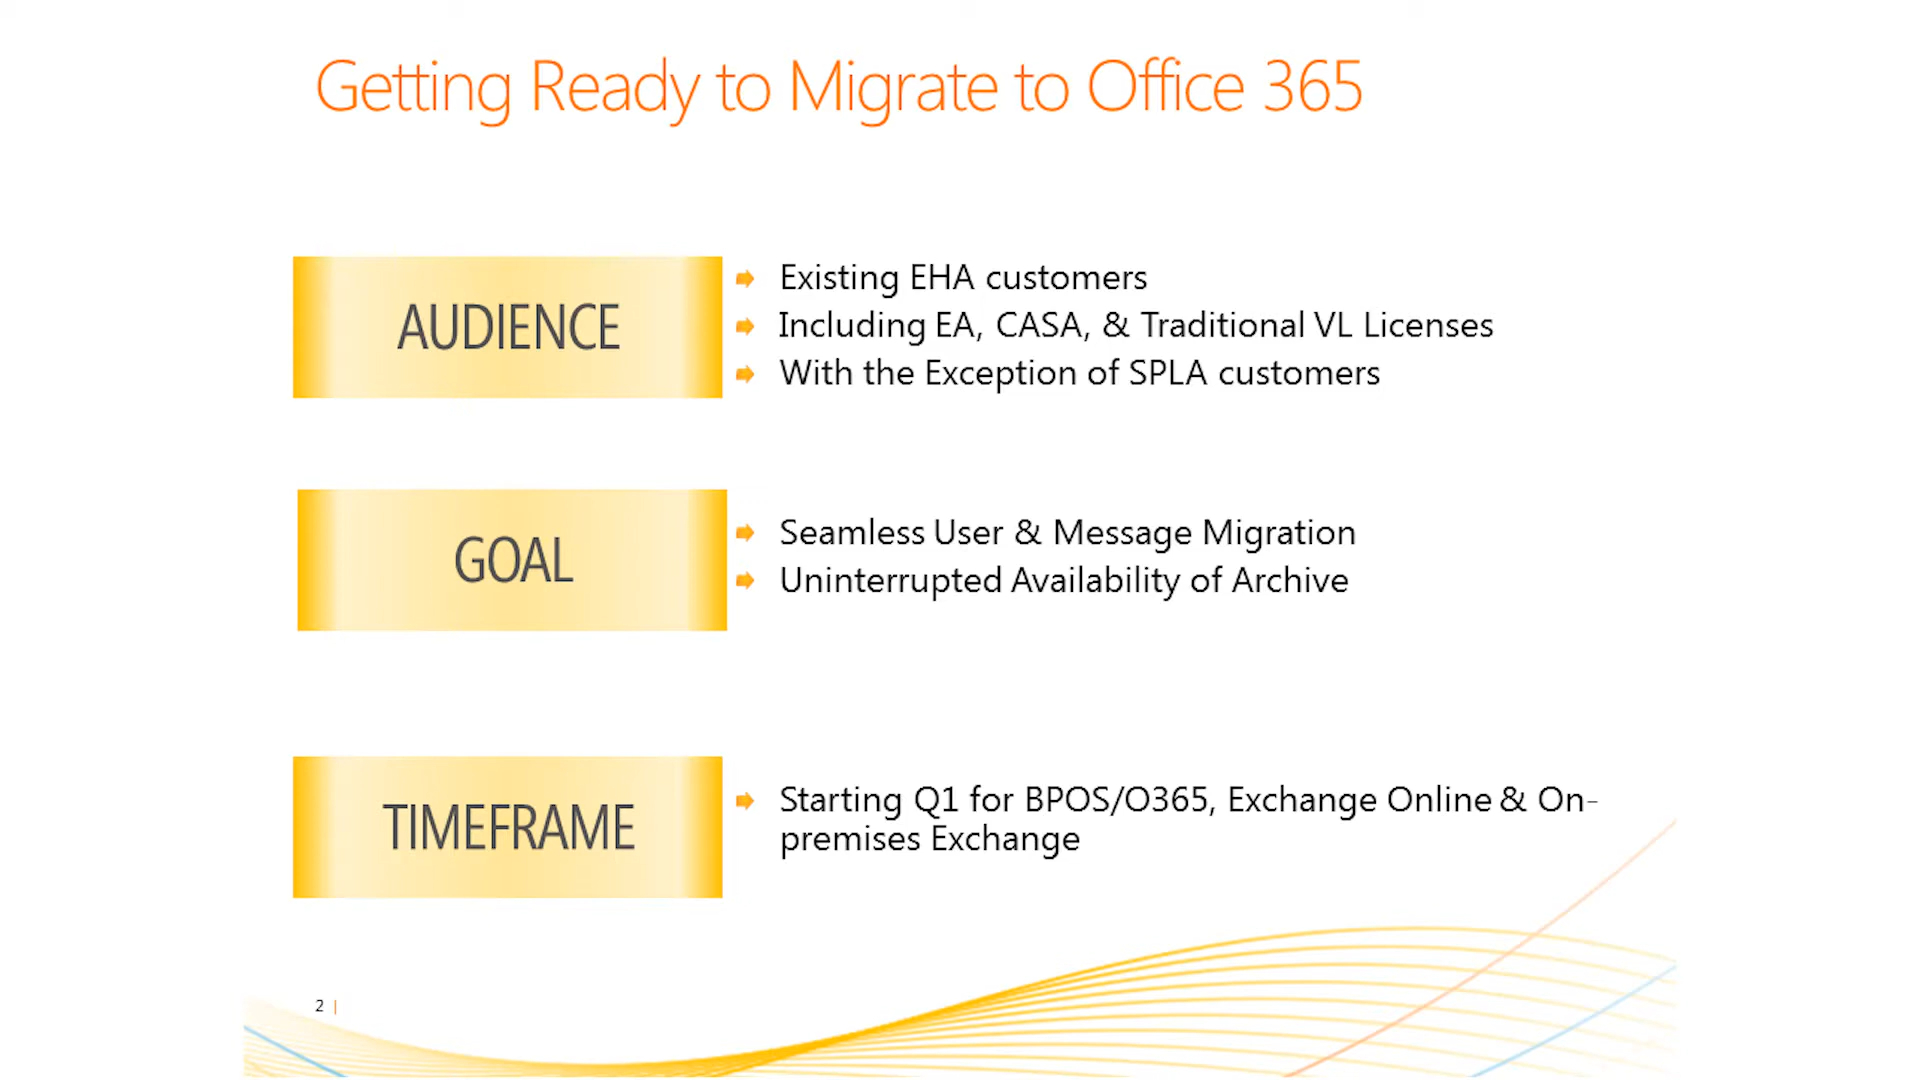 Getting Ready to Migrate to Office 365
AUDIENCE
Existing EHA customers
Including EA, CASA, & Traditional VL Licenses
With the Exception of SPLA customers
GOAL
Seamless User & Message Migration
Uninterrupted Availability of Archive
TIMEFRAME
Starting Q1 for BPOS/O365, Exchange Online & On-
premises Exchange
2 |